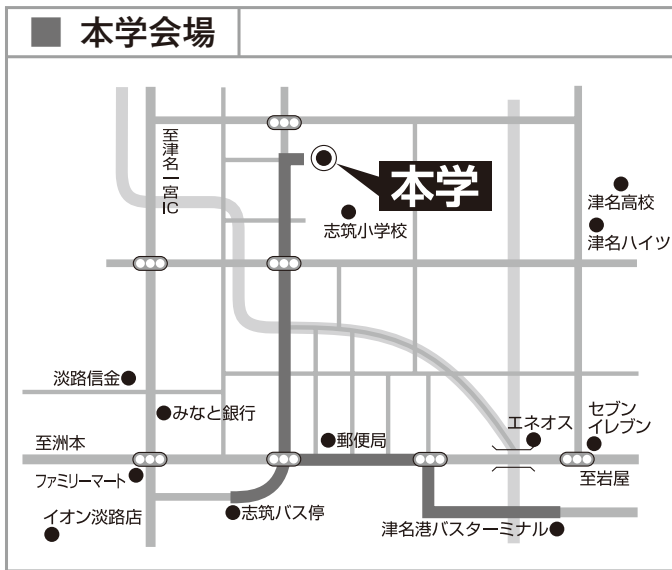 本学会場
至津名一宮IC
本学
志筑小学校
津名高校
津名ハイツ
淡路信金
みなと銀行
郵便局
エネオス
セブン
イレブン
至洲本
至岩屋
ファミリーマート
イオン淡路店
志筑バス停
津名港バスターミナル